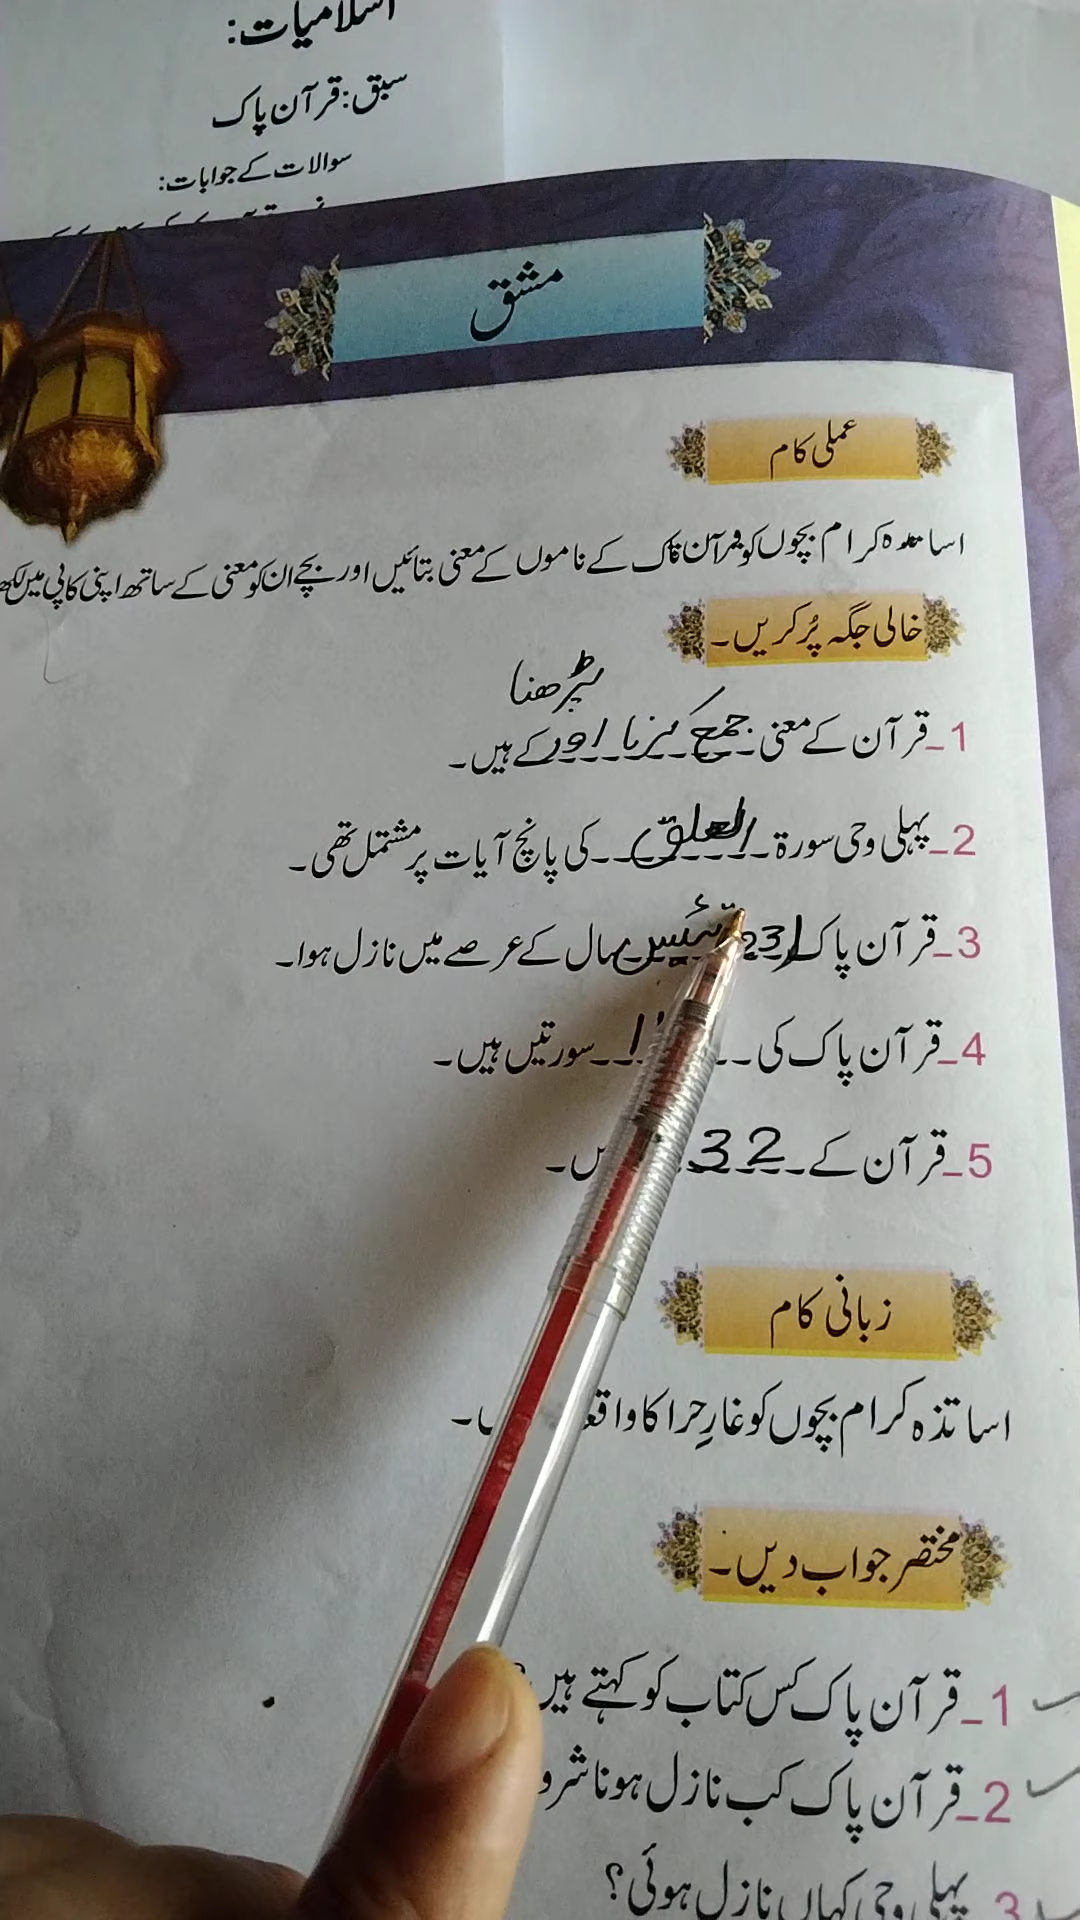 اسلامیات:
سبق: قرآن پاک
سوالات کے جوابات:
مشق
عملی کام
اساتذہ کرام بچوں کو قرآن پاک کے ناموں کے معنی بتائیں اور بچے ان کو معنی کے ساتھ اپنی کاپی میں
خالی جگہ پُر کریں۔
پڑھنا
1۔ قرآن کے معنی جمع کرنا اور کے ہیں۔
2۔ پہلی وحی سورۃ العلق کی پانچ آیات پر مشتمل تھی۔
3۔ قرآن پاک 23 تئیس سال کے عرصے میں نازل ہوا۔
4۔ قرآن پاک کی سورتیں ہیں۔
5۔ قرآن کے 32
زبانی کام
اساتذہ کرام بچوں کو غارِ حرا کا
مختصر جواب دیں۔
1۔ قرآن پاک کس کتاب کو کہتے ہیں
2۔ قرآن پاک کب نازل ہونا
3 پہلی وحی کہاں نازل ہوئی؟